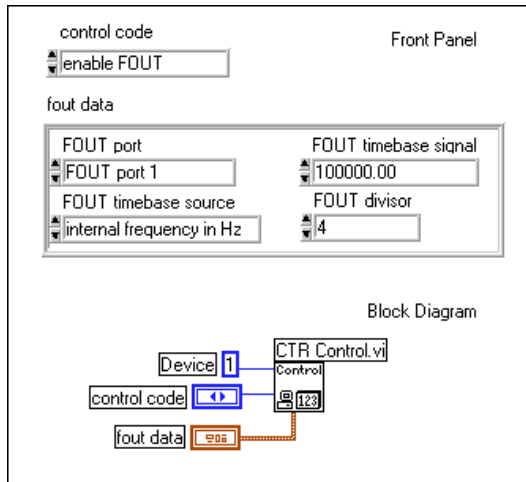 control code
Front Panel
enable FOUT
fout data
FOUT port
FOUT timebase signal
FOUT port 1
100000.00
FOUT timebase source
FOUT divisor
internal frequency in Hz
4
Block Diagram
CTR Control.vi
Device 1
Control
control code
123
fout data